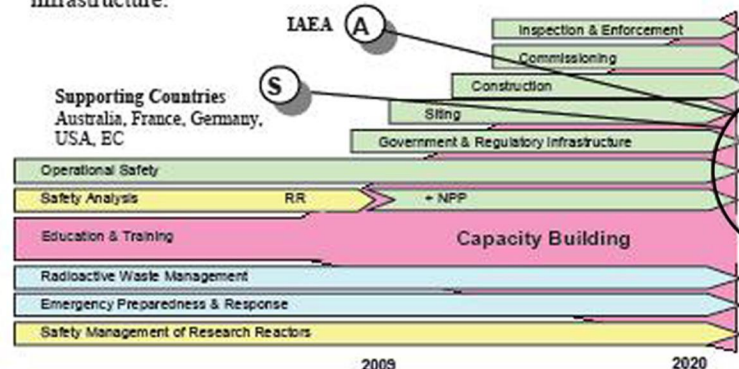 infrastructure.
IAEA A
Inspection & Enforcement
Commissioning
S
Construction
Supporting Countries
Australia, France, Germany,
USA, EC
Siting
Government & Regulatory Infrastructure
Operational Safety
Safety Analysis RR + NPP
Education & Training
Capacity Building
Radioactive Waste Management
Emergency Preparedness & Response
Safety Management of Research Reactors
2009 2020